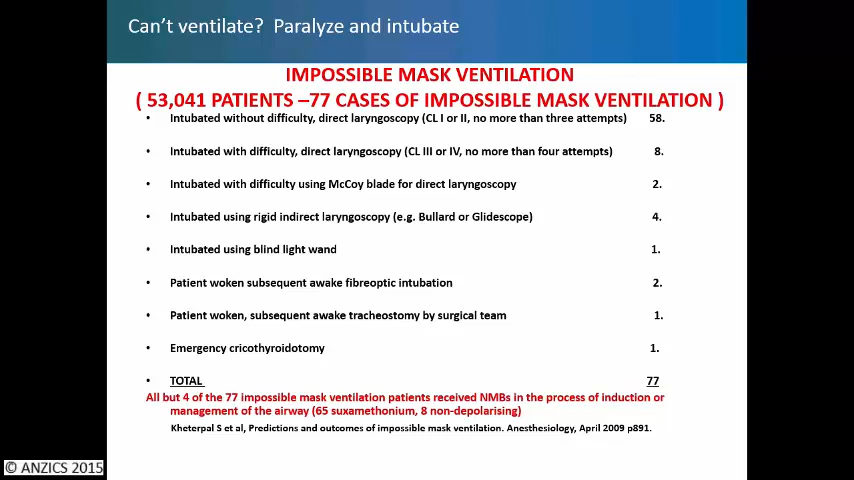 Can't ventilate? Paralyze and intubate
IMPOSSIBLE MASK VENTILATION
( 53,041 PATIENTS –77 CASES OF IMPOSSIBLE MASK VENTILATION )
• Intubated without difficulty, direct laryngoscopy (CL I or II, no more than three attempts) 58.
• Intubated with difficulty, direct laryngoscopy (CL III or IV, no more than four attempts) 8.
• Intubated with difficulty using McCoy blade for direct laryngoscopy 2.
• Intubated using rigid indirect laryngoscopy (e.g. Bullard or Glidescope) 4.
• Intubated using blind light wand 1.
• Patient woken subsequent awake fibreoptic intubation 2.
• Patient woken, subsequent awake tracheostomy by surgical team 1.
• Emergency cricothyroidotomy 1.
• TOTAL 77
All but 4 of the 77 impossible mask ventilation patients received NMBs in the process of induction or
management of the airway (65 suxamethonium, 8 non-depolarising)
Kheterpal S et al, Predictions and outcomes of impossible mask ventilation. Anesthesiology, April 2009 p891.
© ANZICS 2015